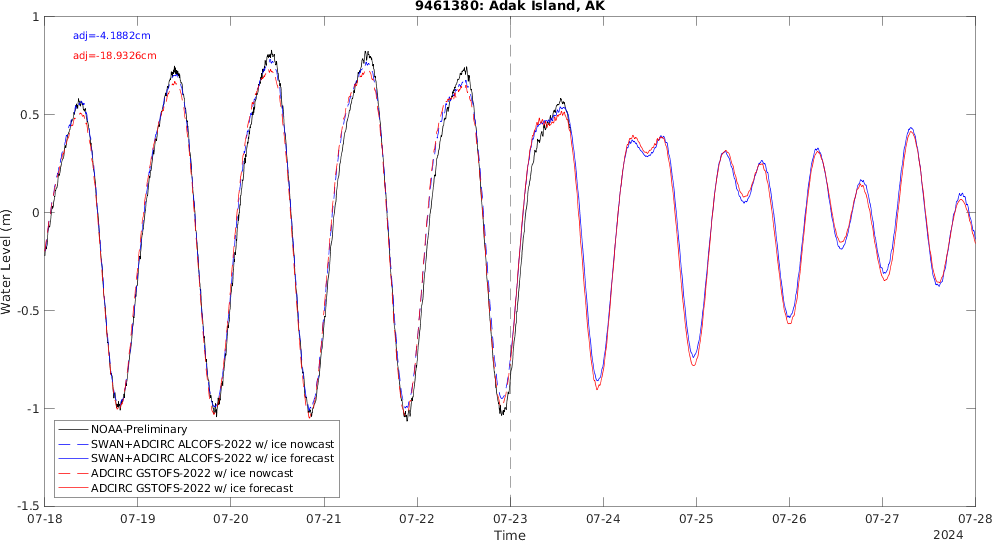 9461380: Adak Island, AK
adj=-4.1882cm
adj=-18.9326cm
Water Level (m)
1
0.5
0
-0.5
-1
-1.5
NOAA-Preliminary
SWAN+ADCIRC ALCOFS-2022 w/ ice nowcast
SWAN+ADCIRC ALCOFS-2022 w/ ice forecast
ADCIRC GSTOFS-2022 w/ ice nowcast
ADCIRC GSTOFS-2022 w/ ice forecast
07-18 07-19 07-20 07-21 07-22 07-23 07-24 07-25 07-26 07-27 07-28
Time
2024